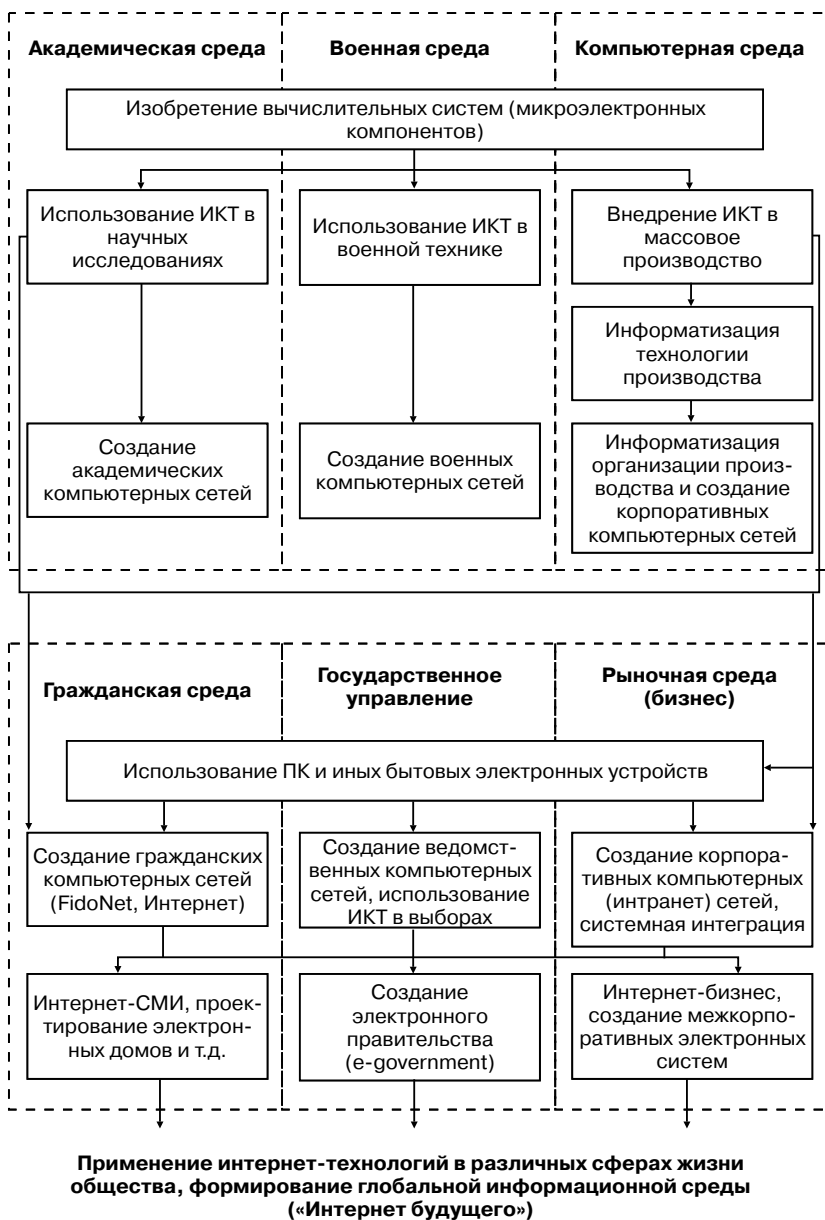 Академическая среда
Военная среда
Компьютерная среда
Изобретение вычислительных систем (микроэлектронных
компонентов)
Использование ИКТ в
научных
исследованиях
Использование ИКТ в
военной технике
Внедрение ИКТ в
массовое
производство
Информатизация
технологии
производства
Создание
академических
компьютерных сетей
Создание военных
компьютерных сетей
Информатизация
организации произ-
водства и создание
корпоративных
компьютерных сетей
Гражданская среда
Государственное
управление
Рыночная среда
(бизнес)
Использование ПК и иных бытовых электронных устройств
Создание гражданских
компьютерных сетей
(FidoNet, Интернет)
Создание ведомст-
венных компьютерных
сетей, использование
ИКТ в выборах
Создание корпора-
тивных компьютерных
(интранет) сетей,
системная интеграция
Интернет-СМИ, проек-
тирование электрон-
ных домов и т.д.
Создание
электронного
правительства
(e-government)
Интернет-бизнес,
создание межкорпо-
ративных электронных
систем
Применение интернет-технологий в различных сферах жизни
общества, формирование глобальной информационной среды
(«Интернет будущего»)